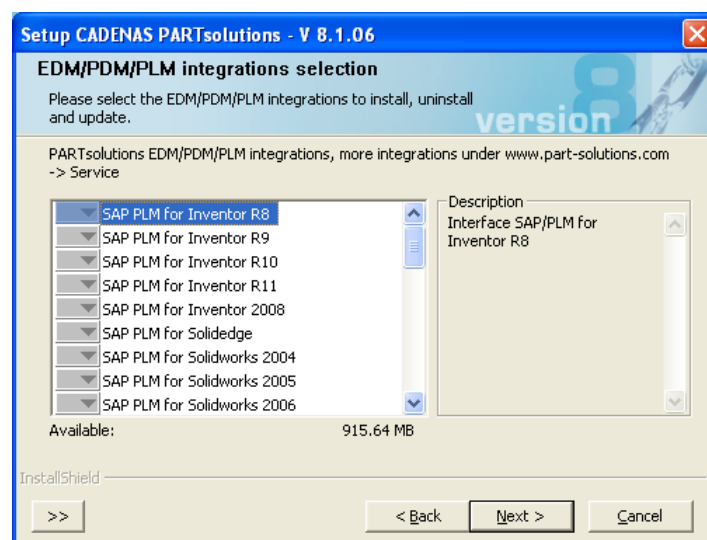 Setup CADENAS PARTsolutions - V 8.1.06
EDM/PDM/PLM integrations selection
Please select the EDM/PDM/PLM integrations to install, uninstall
and update.
version 8
PARTsolutions EDM/PDM/PLM integrations, more integrations under www.part-solutions.com
-> Service
SAP PLM for Inventor R8
SAP PLM for Inventor R9
SAP PLM for Inventor R10
SAP PLM for Inventor R11
SAP PLM for Inventor 2008
SAP PLM for Solidedge
SAP PLM for Solidworks 2004
SAP PLM for Solidworks 2005
SAP PLM for Solidworks 2006
Description
Interface SAP/PLM for
Inventor R8
Available: 915.64 MB
InstallShield
>> < Back Next > Cancel